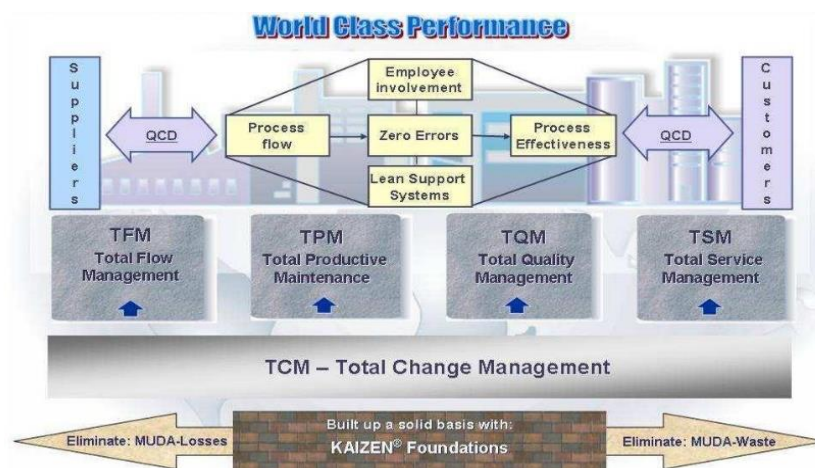 World Class Performance
Suppliers
QCD
Employee
involvement
Process
flow
Zero Errors
Process
Effectiveness
Lean Support
Systems
QCD
Customers
TFM
Total Flow
Management
TPM
Total Productive
Maintenance
TQM
Total Quality
Management
TSM
Total Service
Management
TCM – Total Change Management
Eliminate: MUDA-Losses
Built up a solid basis with:
KAIZEN® Foundations
Eliminate: MUDA-Waste